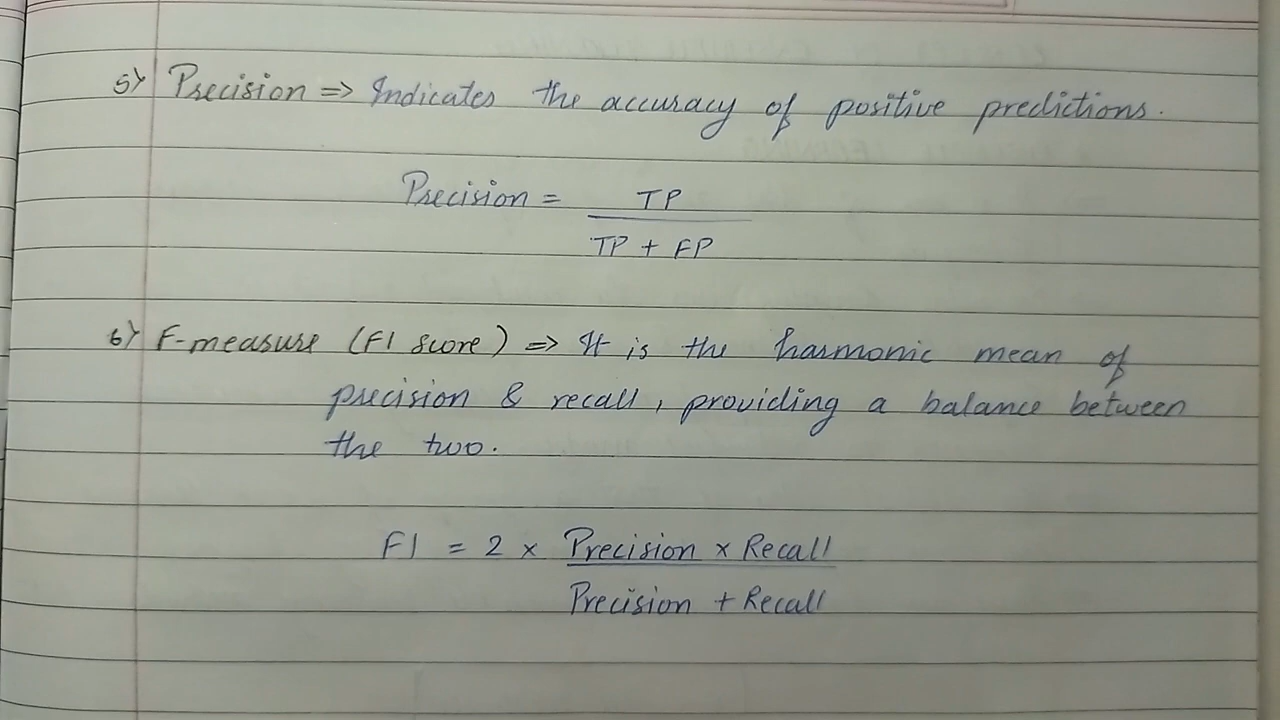 5) Precision => Indicates the accuracy of positive predictions.
Precision = TP
TP + FP
6) F-measure (F1 score) => It is the harmonic mean of
precision & recall, providing a balance between
the two.
F1 = 2 × Precision × Recall
Precision + Recall